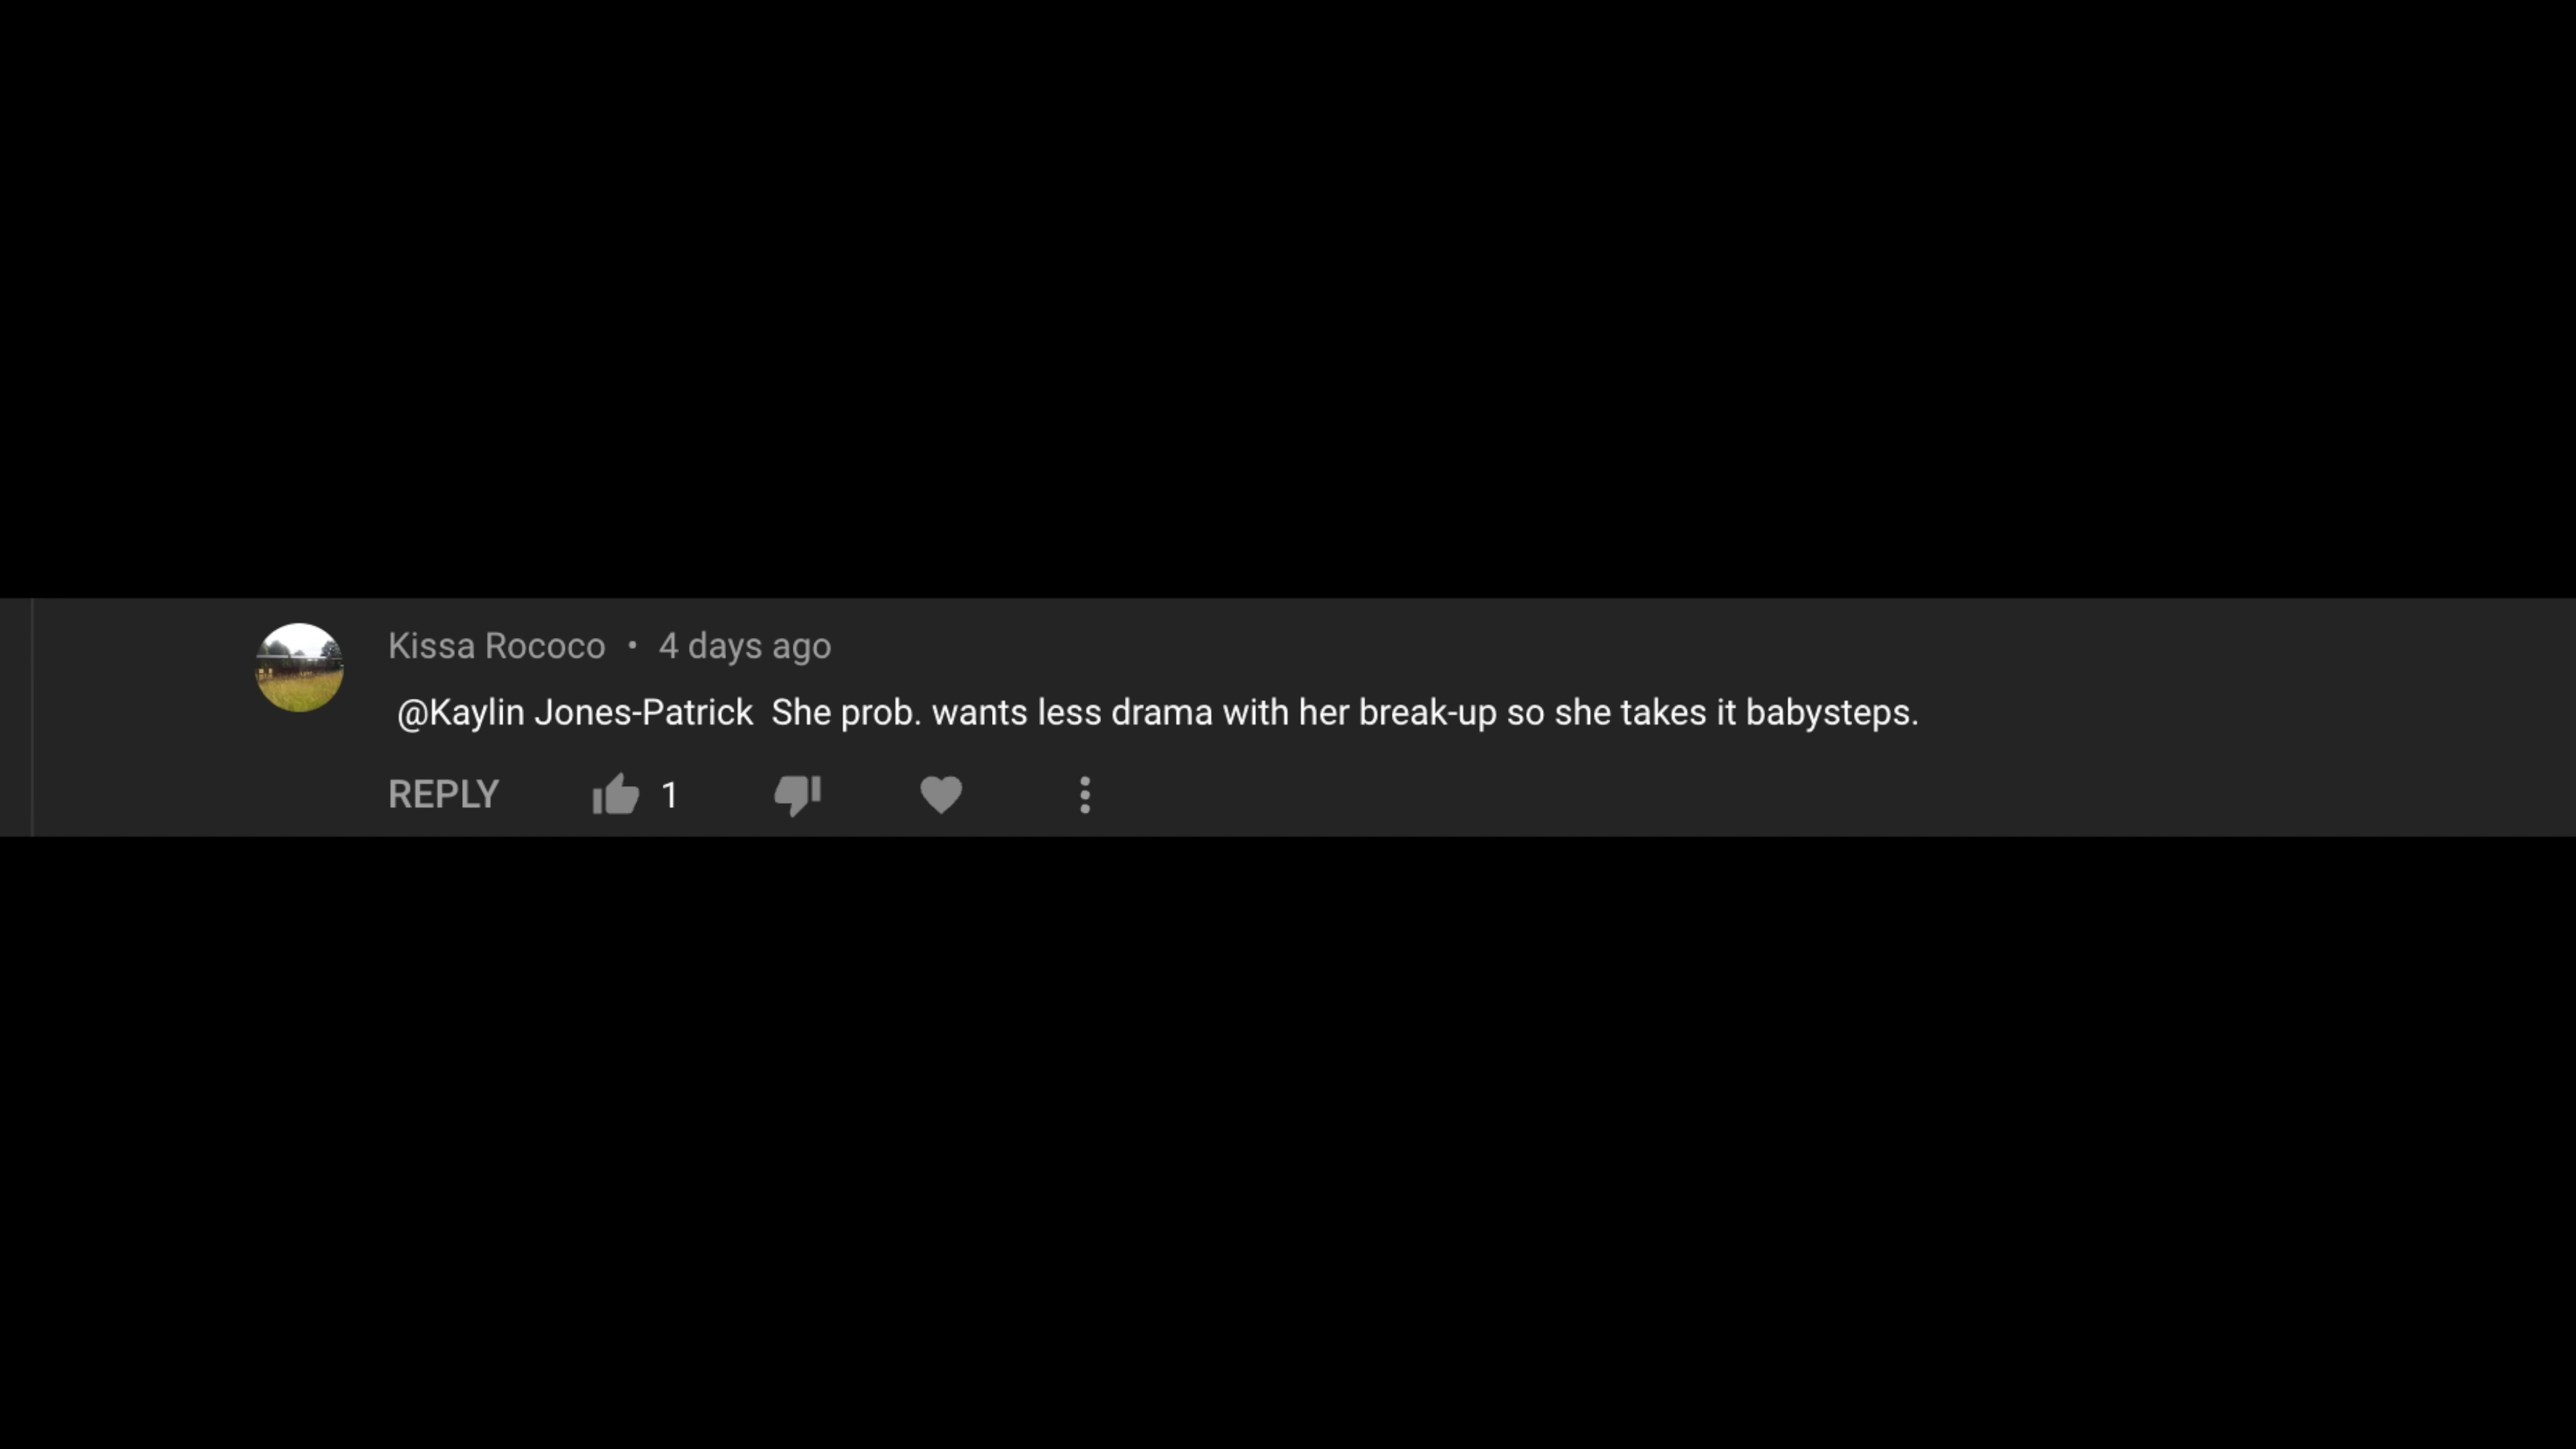 Kissa Rococo • 4 days ago
@Kaylin Jones-Patrick She prob. wants less drama with her break-up so she takes it babysteps.
REPLY 1